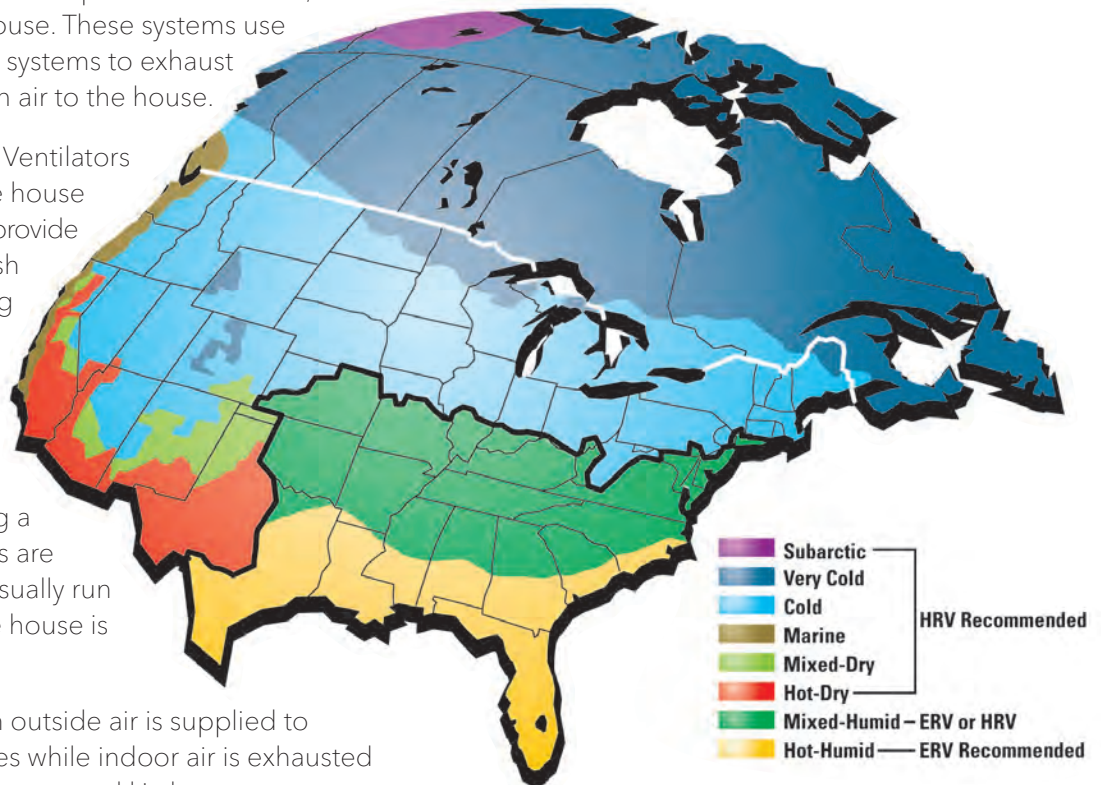 ouse. These systems use
systems to exhaust
air to the house.
Ventilators
house
provide
sh
g
g a
s are
sually run
house is
outside air is supplied to
es while indoor air is exhausted
Subarctic
Very Cold
Cold
Marine
Mixed-Dry
Hot-Dry
HRV Recommended
Mixed-Humid – ERV or HRV
Hot-Humid — ERV Recommended